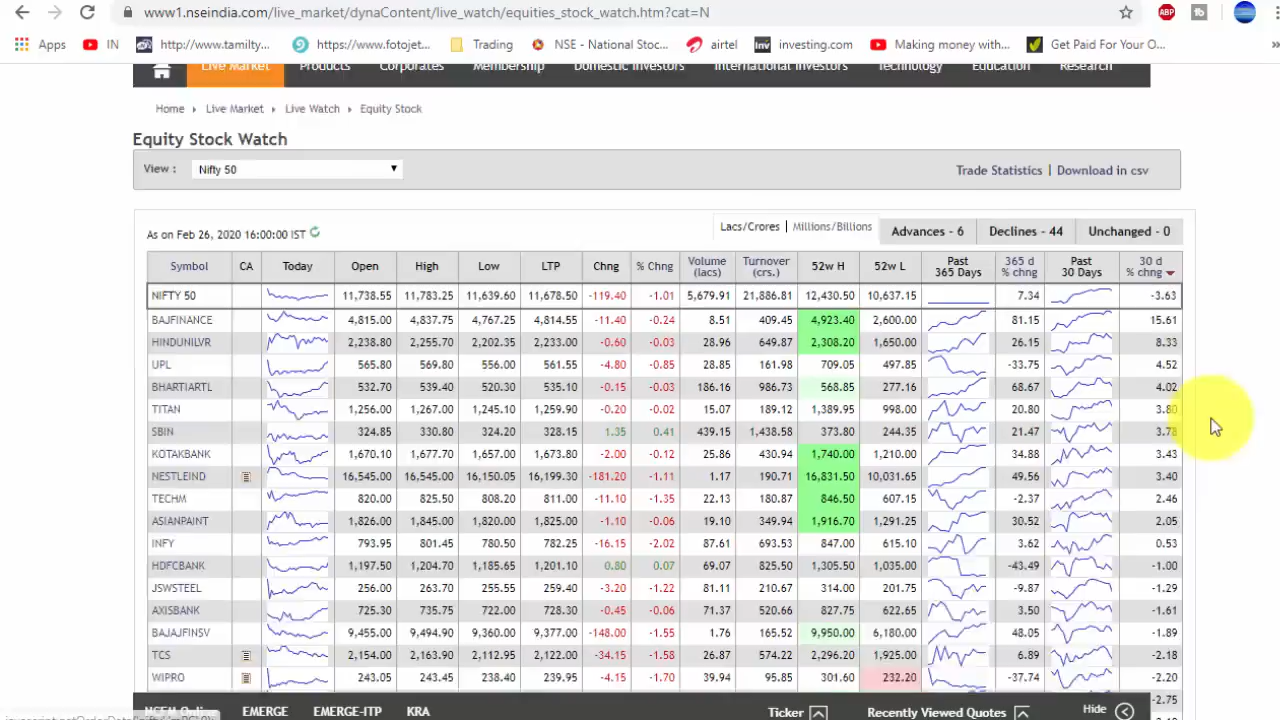 www1.nseindia.com/live_market/dynaContent/live_watch/equities_stock_watch.htm?cat=N
ABP
Apps IN http://www.tamilty... https://www.fotojet... Trading NSE - National Stoc... airtel Inv investing.com Making money with... Get Paid For Your O... »
Live Market Products Corporates Membership Domestic Investors International Investors Technology Education Research
Home Live Market Live Watch Equity Stock
Equity Stock Watch
View : Nifty 50 Trade Statistics | Download in csv
As on Feb 26, 2020 16:00:00 IST Lacs/Crores | Millions/Billions Advances - 6 Declines - 44 Unchanged - 0
Symbol CA Today Open High Low LTP Chng % Chng Volume (lacs) Turnover (crs.) 52w H 52w L Past 365 Days 365 d % chng Past 30 Days 30 d % chng
NIFTY 50 11,738.55 11,783.25 11,639.60 11,678.50 -119.40 -1.01 5,679.91 21,886.81 12,430.50 10,637.15 7.34 -3.63
BAJFINANCE 4,815.00 4,837.75 4,767.25 4,814.55 -11.40 -0.24 8.51 409.45 4,923.40 2,600.00 81.15 15.61
HINDUNILVR 2,238.80 2,255.70 2,202.35 2,233.00 -0.60 -0.03 28.96 649.87 2,308.20 1,650.00 26.15 8.33
UPL 565.80 569.80 556.00 561.55 -4.80 -0.85 28.85 161.98 709.05 497.85 -33.75 4.52
BHARTIARTL 532.70 539.40 520.30 535.10 -0.15 -0.03 186.16 986.73 568.85 277.16 68.67 4.02
TITAN 1,256.00 1,267.00 1,245.10 1,259.90 -0.20 -0.02 15.07 189.12 1,389.95 998.00 20.80 3.80
SBIN 324.85 330.80 324.20 328.15 1.35 0.41 439.15 1,438.58 373.80 244.35 21.47 3.78
KOTAKBANK 1,670.10 1,677.70 1,657.10 1,673.80 -2.00 -0.12 25.86 430.94 1,740.00 1,210.00 34.88 3.43
NESTLEIND 16,545.00 16,545.00 16,150.05 16,199.30 -181.20 -1.11 1.17 190.71 16,831.50 10,031.65 49.56 3.40
TECHM 820.00 825.50 808.20 811.00 -11.10 -1.35 22.13 180.87 846.50 607.15 -2.37 2.46
ASIANPAINT 1,826.00 1,845.00 1,820.00 1,825.00 -1.10 -0.06 19.10 349.94 1,916.70 1,291.25 30.52 2.05
INFY 793.95 801.45 780.50 782.25 -16.15 -2.02 87.61 693.53 847.00 615.10 3.62 0.53
HDFCBANK 1,197.50 1,204.70 1,185.65 1,201.10 0.80 0.07 69.07 825.50 1,305.50 1,035.00 -43.49 -1.00
JSWSTEEL 256.00 263.70 255.10 259.40 -3.20 -1.22 81.11 210.67 314.00 201.75 -9.87 -1.29
AXISBANK 725.30 735.75 722.00 728.30 -0.45 -0.06 71.37 520.66 827.75 622.65 3.50 -1.61
BAJAJFINSV 9,455.00 9,494.90 9,360.00 9,377.00 -148.00 -1.55 1.76 165.52 9,950.00 6,180.00 48.05 -1.89
TCS 2,154.00 2,163.90 2,112.95 2,122.00 -34.15 -1.58 26.87 574.22 2,296.20 1,925.00 6.89 -2.18
WIPRO 243.05 243.45 238.40 239.95 -4.15 -1.70 39.94 95.85 301.60 232.20 -37.74 -2.20
-2.75
EMERGE EMERGE-ITP KRA Ticker Recently Viewed Quotes Hide